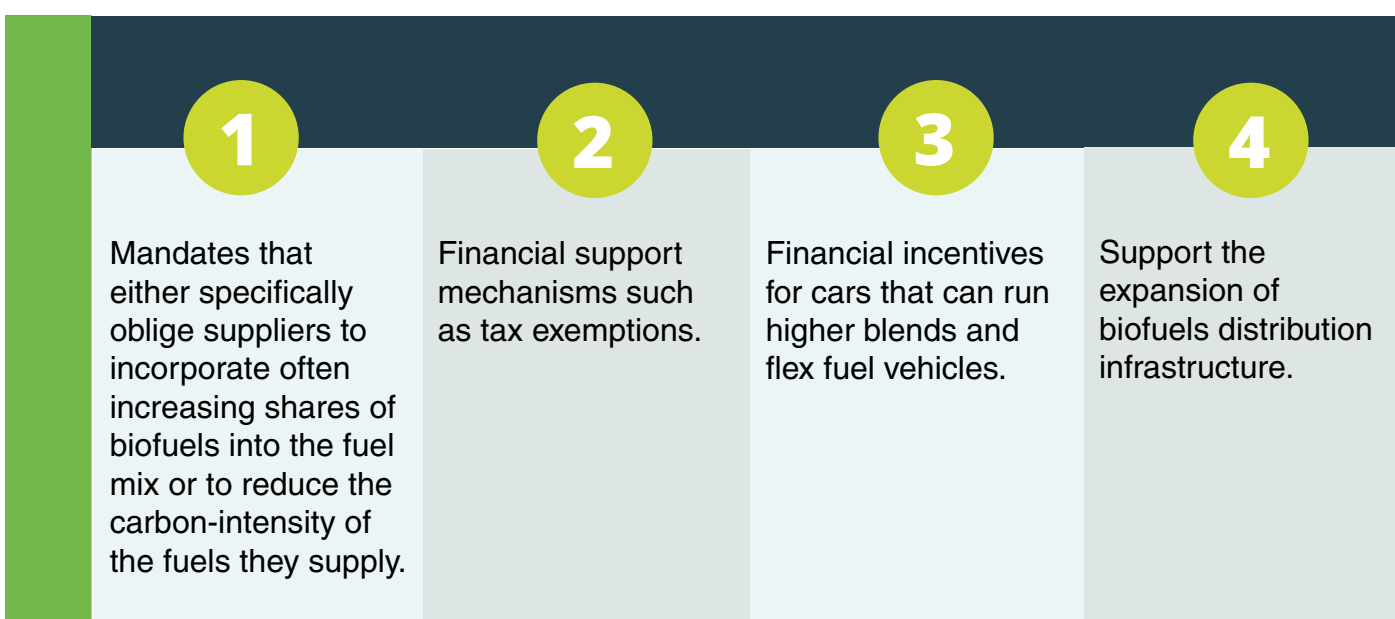 1
Mandates that
either specifically
oblige suppliers to
incorporate often
increasing shares of
biofuels into the fuel
mix or to reduce the
carbon-intensity of
the fuels they supply.
2
Financial support
mechanisms such
as tax exemptions.
3
Financial incentives
for cars that can run
higher blends and
flex fuel vehicles.
4
Support the
expansion of
biofuels distribution
infrastructure.